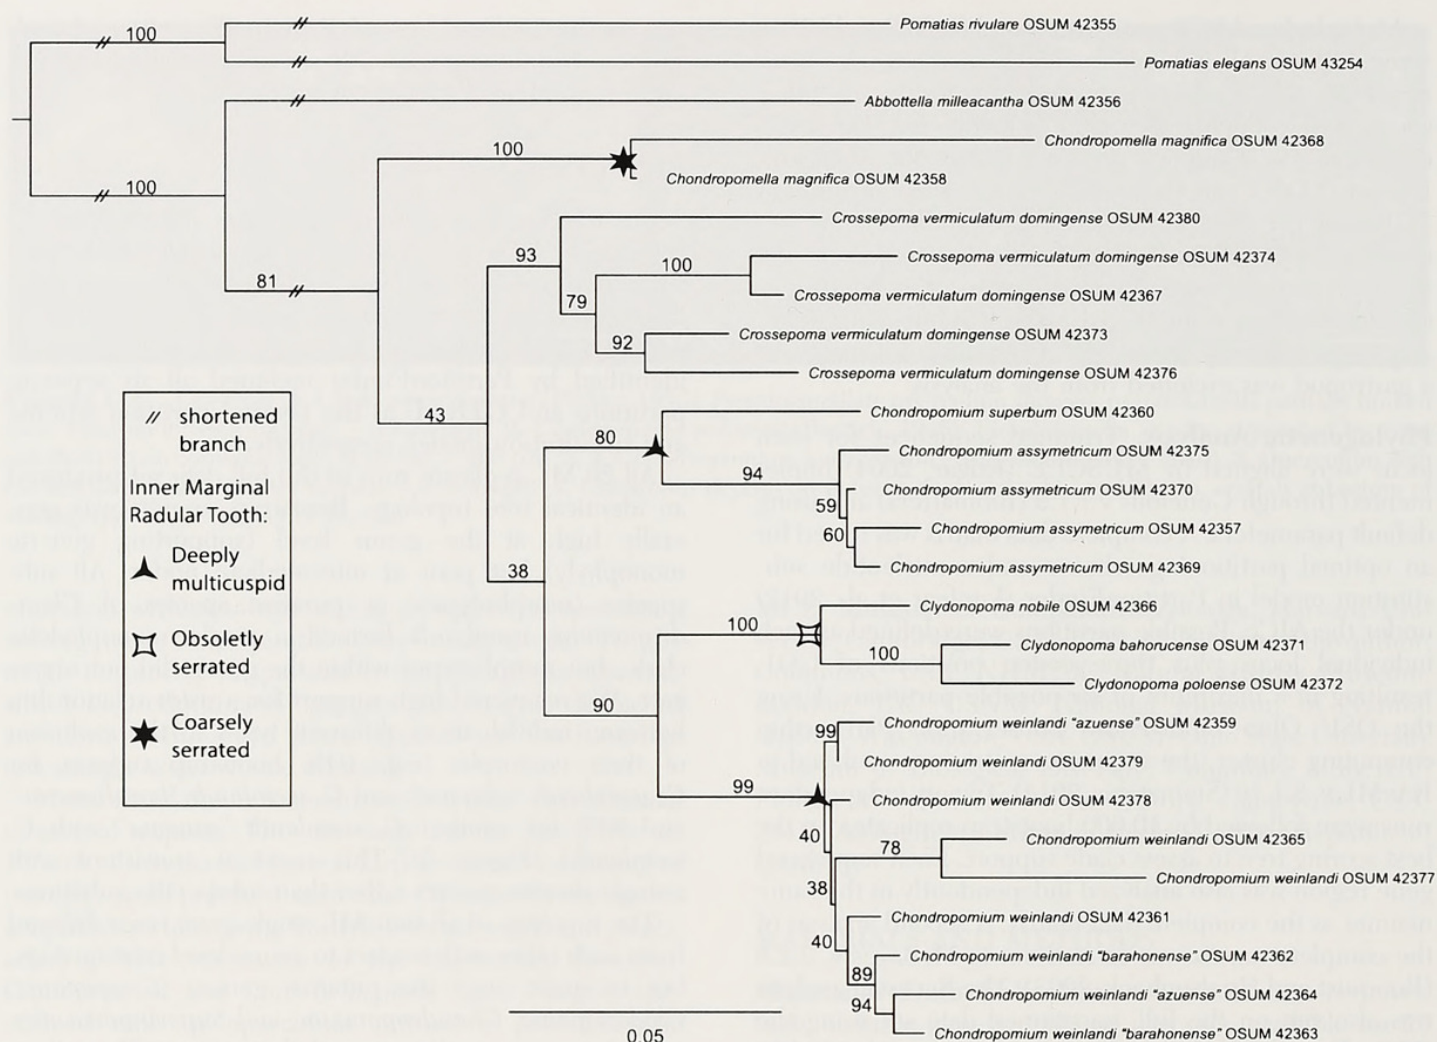 100
Pomatias rivulare OSUM 42355
Pomatias elegans OSUM 43254
Abbottella milleacantha OSUM 42356
100
100
Chondropomella magnifica OSUM 42368
Chondropomella magnifica OSUM 42358
81
Crossepoma vermiculatum domingense OSUM 42380
93
Crossepoma vermiculatum domingense OSUM 42374
100
Crossepoma vermiculatum domingense OSUM 42367
79
Crossepoma vermiculatum domingense OSUM 42373
92
Crossepoma vermiculatum domingense OSUM 42376
43
Chondropomium superbum OSUM 42360
80
Chondropomium assymetricum OSUM 42375
94
Chondropomium assymetricum OSUM 42370
59
Chondropomium assymetricum OSUM 42357
60
Chondropomium assymetricum OSUM 42369
38
Clydonopoma nobile OSUM 42366
100
Clydonopoma bahorucense OSUM 42371
100
Clydonopoma poloense OSUM 42372
90
Chondropomium weinlandi "azuense" OSUM 42359
99
Chondropomium weinlandi OSUM 42379
99
Chondropomium weinlandi OSUM 42378
40
Chondropomium weinlandi OSUM 42365
78
Chondropomium weinlandi OSUM 42377
38
Chondropomium weinlandi OSUM 42361
40
Chondropomium weinlandi "barahonense" OSUM 42362
89
Chondropomium weinlandi "azuense" OSUM 42364
94
Chondropomium weinlandi "barahonense" OSUM 42363
0.05
// shortened
branch
Inner Marginal
Radular Tooth:
Deeply
multicuspid
Obsoletly
serrated
Coarsely
serrated